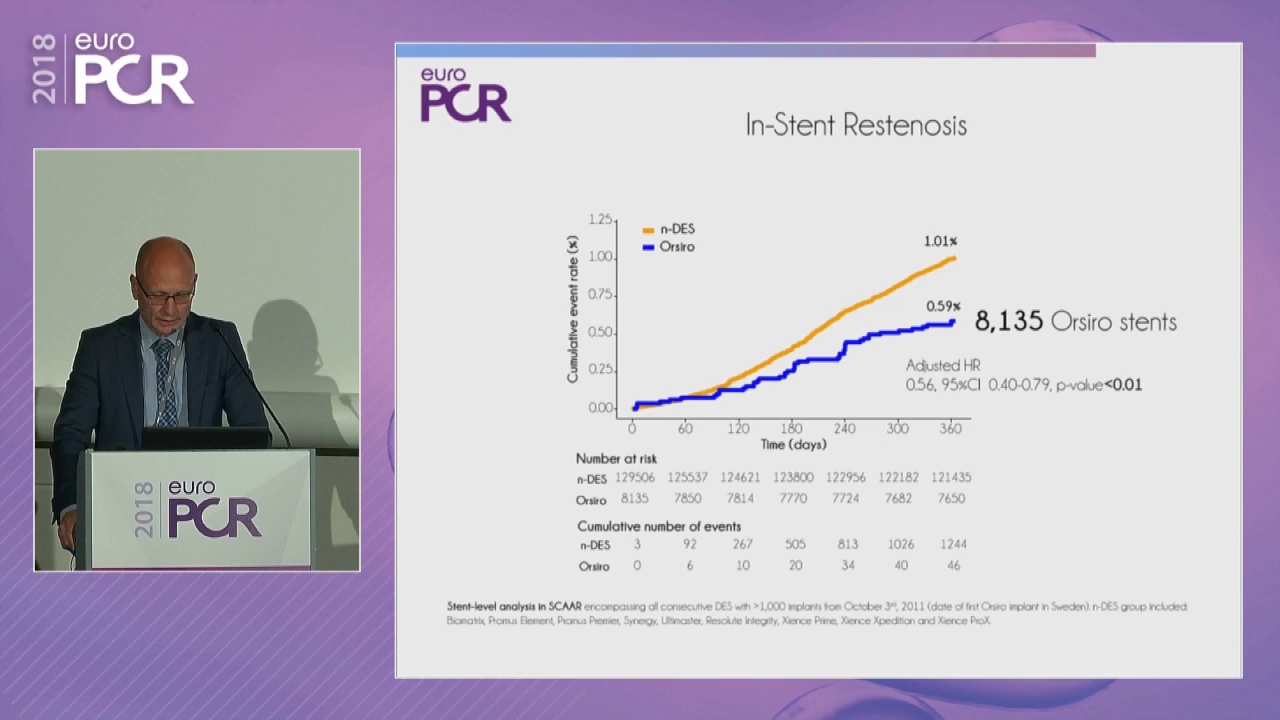 2018
euro
PCR
euro
PCR
In-Stent Restenosis
1.25
1.00
0.75
0.50
0.25
0.00
Cumulative event rate (%)
n-DES
Orsiro
1.01%
0.59%
8,135 Orsiro stents
Adjusted HR
0.56, 95%CI 0.40-0.79, p-value<0.01
0 60 120 180 240 300 360
Time (days)
Number at risk
n-DES 129506 125537 124621 123800 122956 122182 121435
Orsiro 8135 7850 7814 7770 7724 7682 7650
Cumulative number of events
n-DES 3 92 267 505 813 1026 1244
Orsiro 0 6 10 20 34 40 46
Stent-level analysis in SCAAR encompassing all consecutive DES with >1,000 implants from October 3rd, 2011 (date of first Orsiro implant in Sweden). n-DES group included:
Biomatrix, Promus Element, Promus Premier, Synergy, Ultimaster, Resolute Integrity, Xience Prime, Xience Xpedition and Xience ProX.
2018
euro
PCR